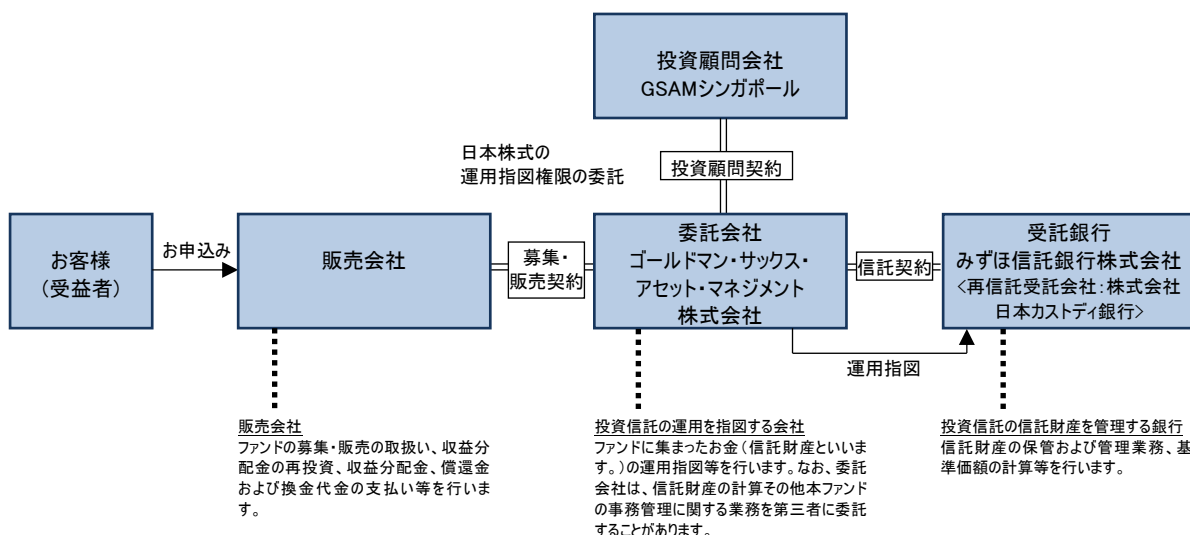 投資顧問会社
GSAMシンガポール
日本株式の
運用指図権限の委託
投資顧問契約
お客様
（受益者）
お申込み
販売会社
募集・
販売契約
委託会社
ゴールドマン・サックス・
アセット・マネジメント
株式会社
信託契約
受託銀行
みずほ信託銀行株式会社
＜再信託受託会社：株式会社
日本カストディ銀行＞
運用指図
販売会社
ファンドの募集・販売の取扱い、収益分
配金の再投資、収益分配金、償還金
および換金代金の支払い等を行いま
す。
投資信託の運用を指図する会社
ファンドに集まったお金（信託財産といいま
す。）の運用指図等を行います。なお、委託
会社は、信託財産の計算その他本ファンド
の事務管理に関する業務を第三者に委託
することがあります。
投資信託の信託財産を管理する銀行
信託財産の保管および管理業務、基
準価額の計算等を行います。